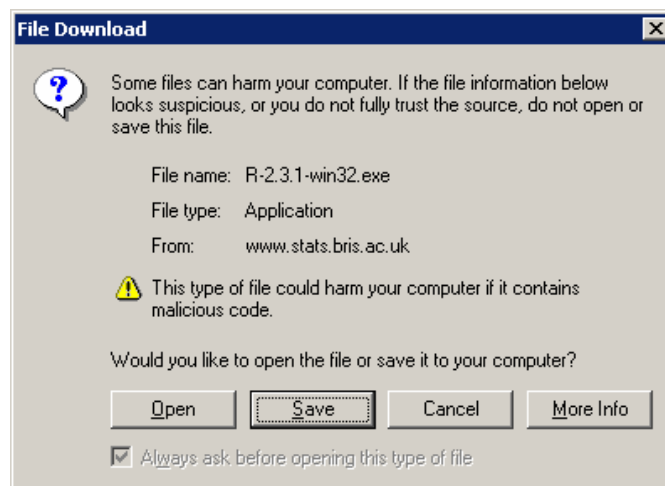 File Download
Some files can harm your computer. If the file information below
looks suspicious, or you do not fully trust the source, do not open or
save this file.
File name: R-2.3.1-win32.exe
File type: Application
From: www.stats.bris.ac.uk
This type of file could harm your computer if it contains
malicious code.
Would you like to open the file or save it to your computer?
Open Save Cancel More Info
Always ask before opening this type of file